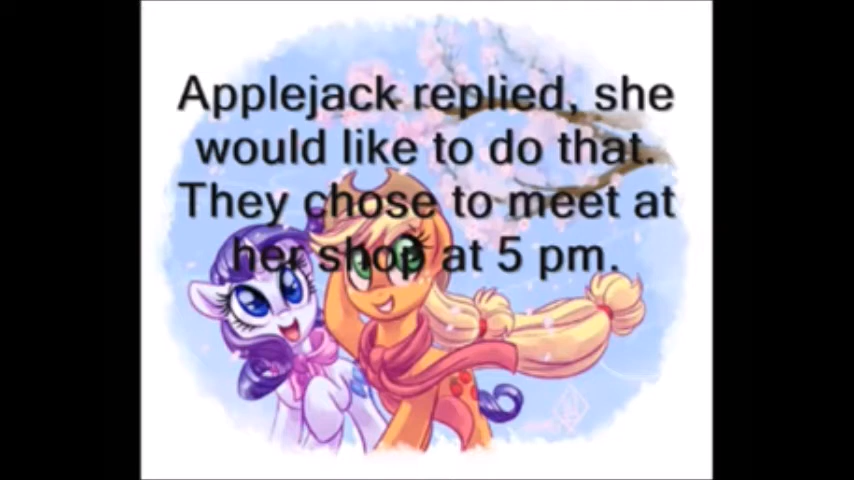 Applejack replied, she
would like to do that.
They chose to meet at
her shop at 5 pm.